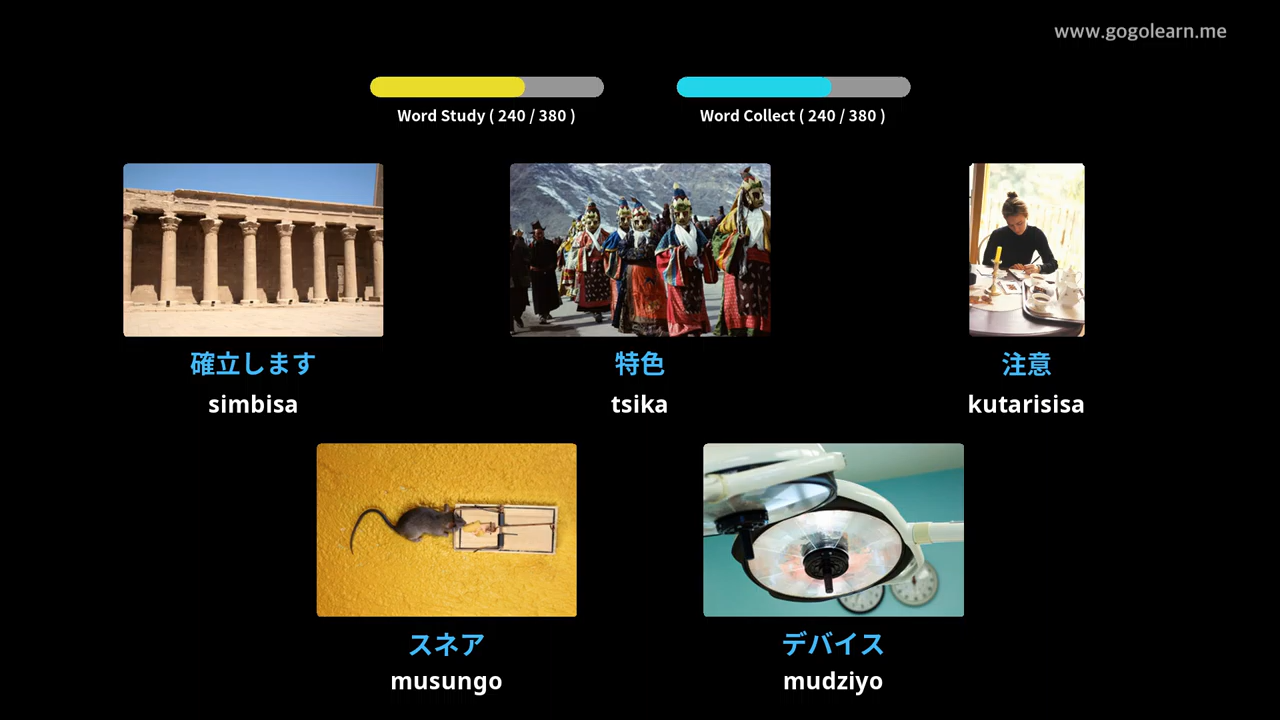 www.gogolearn.me
Word Study ( 240 / 380 )
Word Collect ( 240 / 380 )
確立します
simbisa
特色
tsika
注意
kutarisisa
スネア
musungo
デバイス
mudziyo